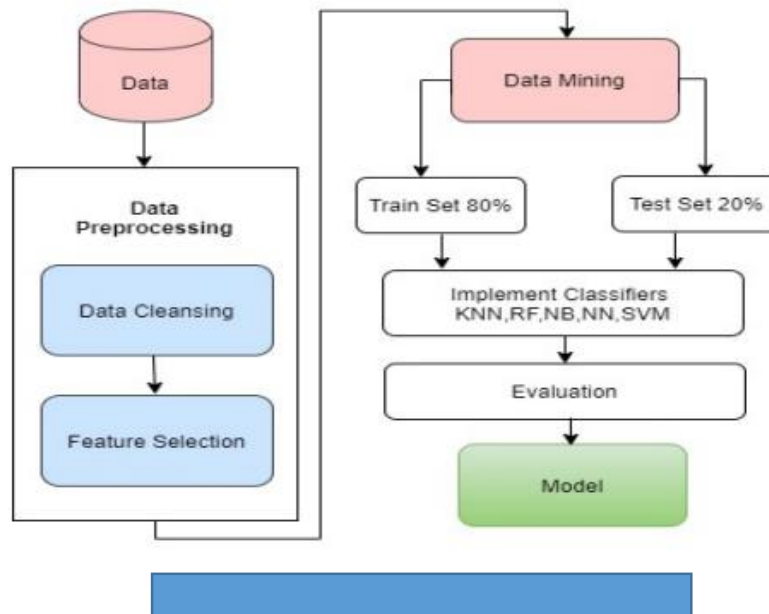 Data
Data
Preprocessing
Data Cleansing
Feature Selection
Data Mining
Train Set 80%
Test Set 20%
Implement Classifiers
KNN,RF,NB,NN,SVM
Evaluation
Model